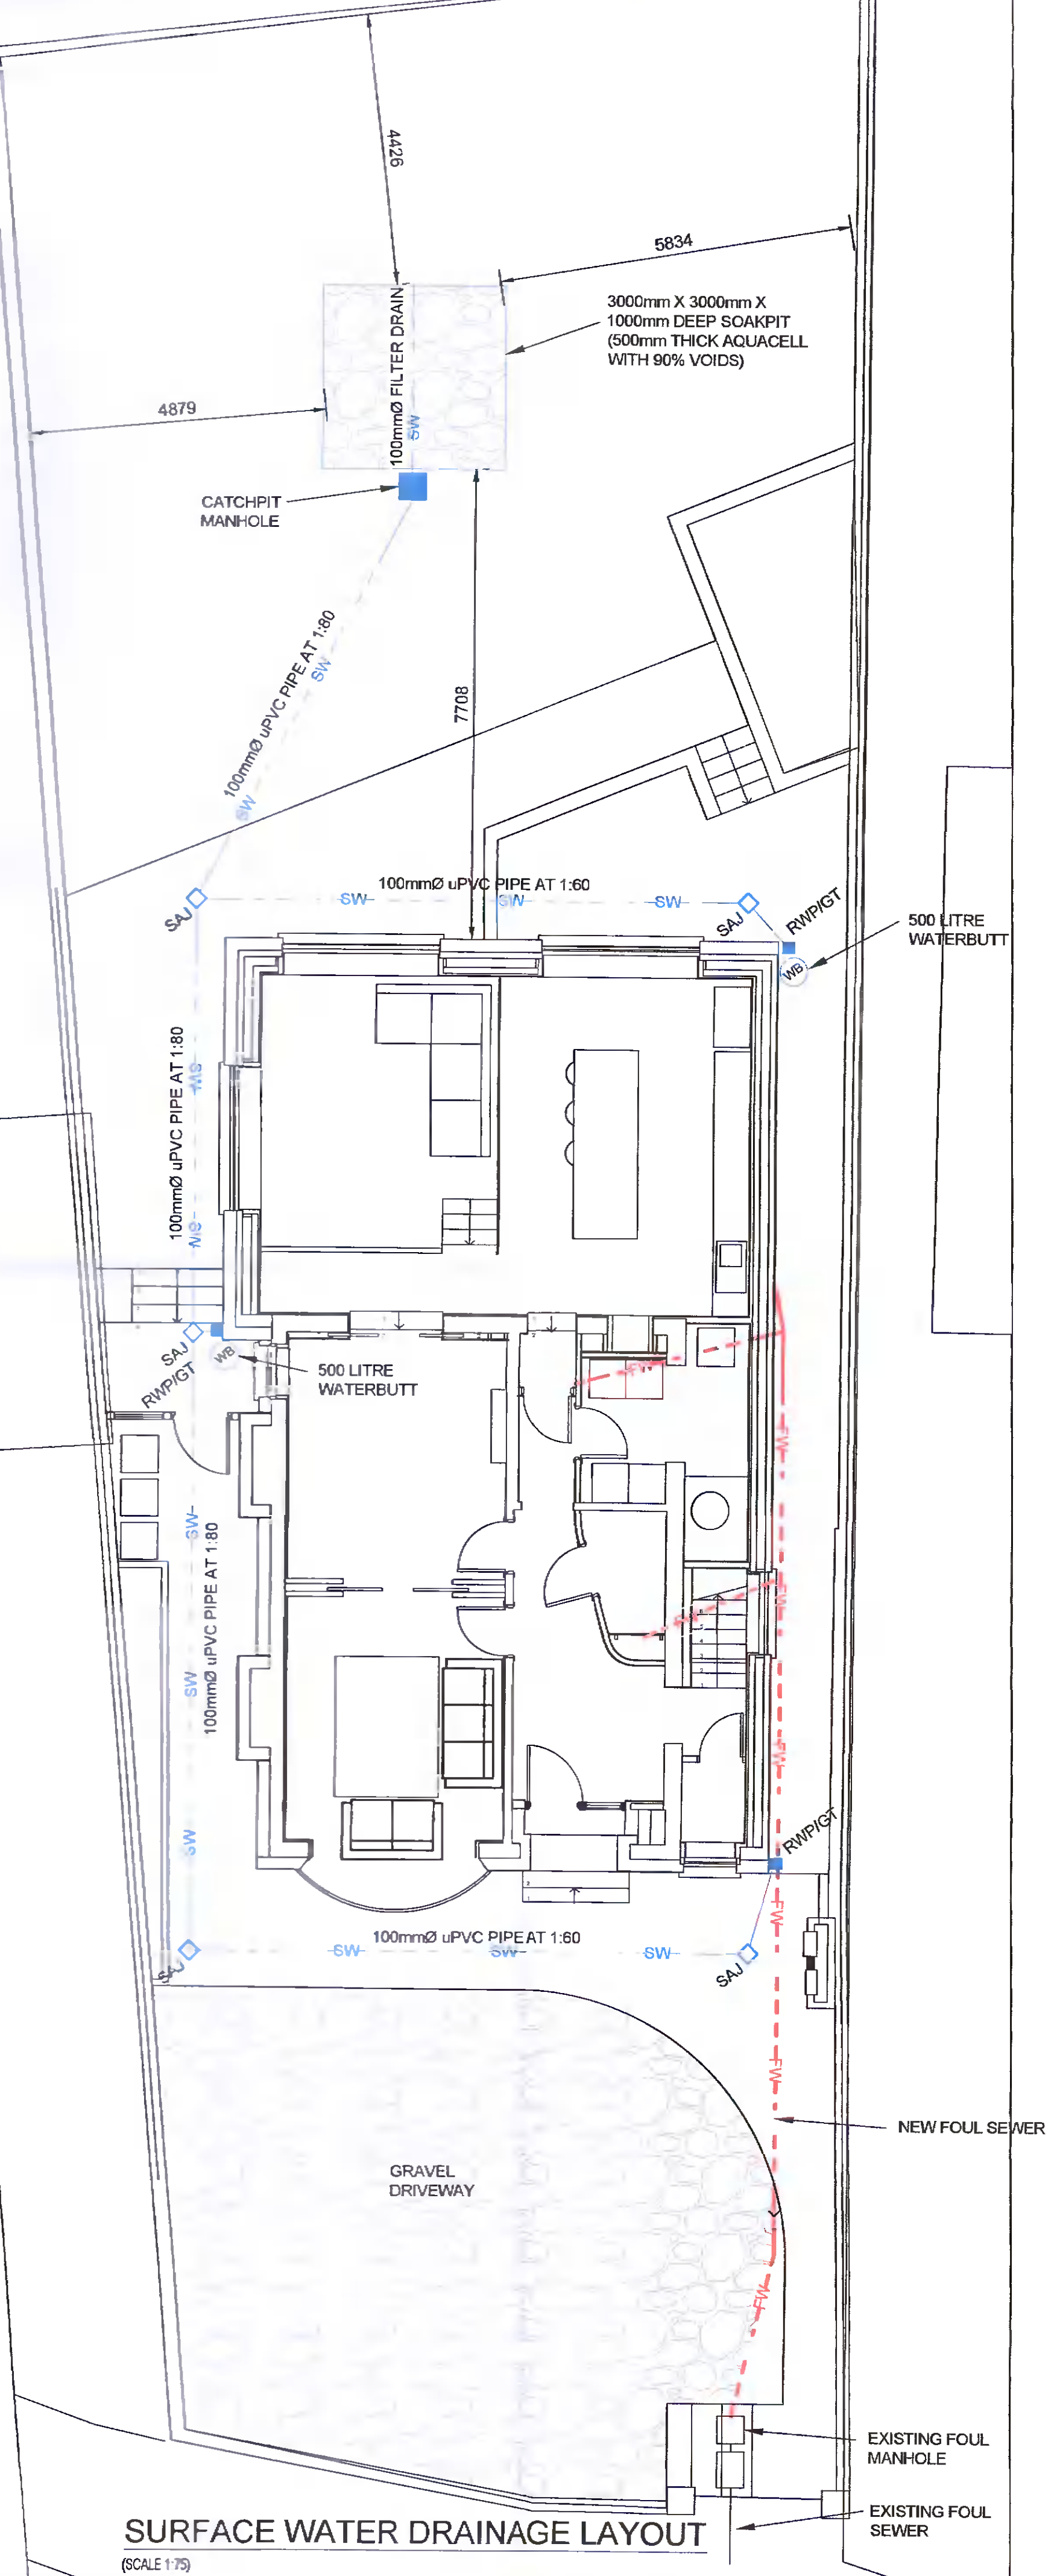 4426
5834
3000mm X 3000mm X
1000mm DEEP SOAKPIT
(500mm THICK AQUACELL
WITH 90% VOIDS)
100mmØ FILTER DRAIN
SW
4879
CATCHPIT
MANHOLE
100mmØ uPVC PIPE AT 1:80
SW
SW
7708
100mmØ uPVC PIPE AT 1:60
SW
SW
SW
SAJ
SAJ
RWP/GT
500 LITRE
WATERBUTT
WB
100mmØ uPVC PIPE AT 1:80
SW
SW
SAJ
RWP/GT
WB
500 LITRE
WATERBUTT
FW
FW
SW
100mmØ uPVC PIPE AT 1:80
FW
FW
SW
FW
SW
RWP/GT
FW
100mmØ uPVC PIPE AT 1:60
SW
SW
SW
SAJ
SAJ
FW
NEW FOUL SEWER
GRAVEL
DRIVEWAY
FW
EXISTING FOUL
MANHOLE
EXISTING FOUL
SEWER
SURFACE WATER DRAINAGE LAYOUT
(SCALE 1:75)